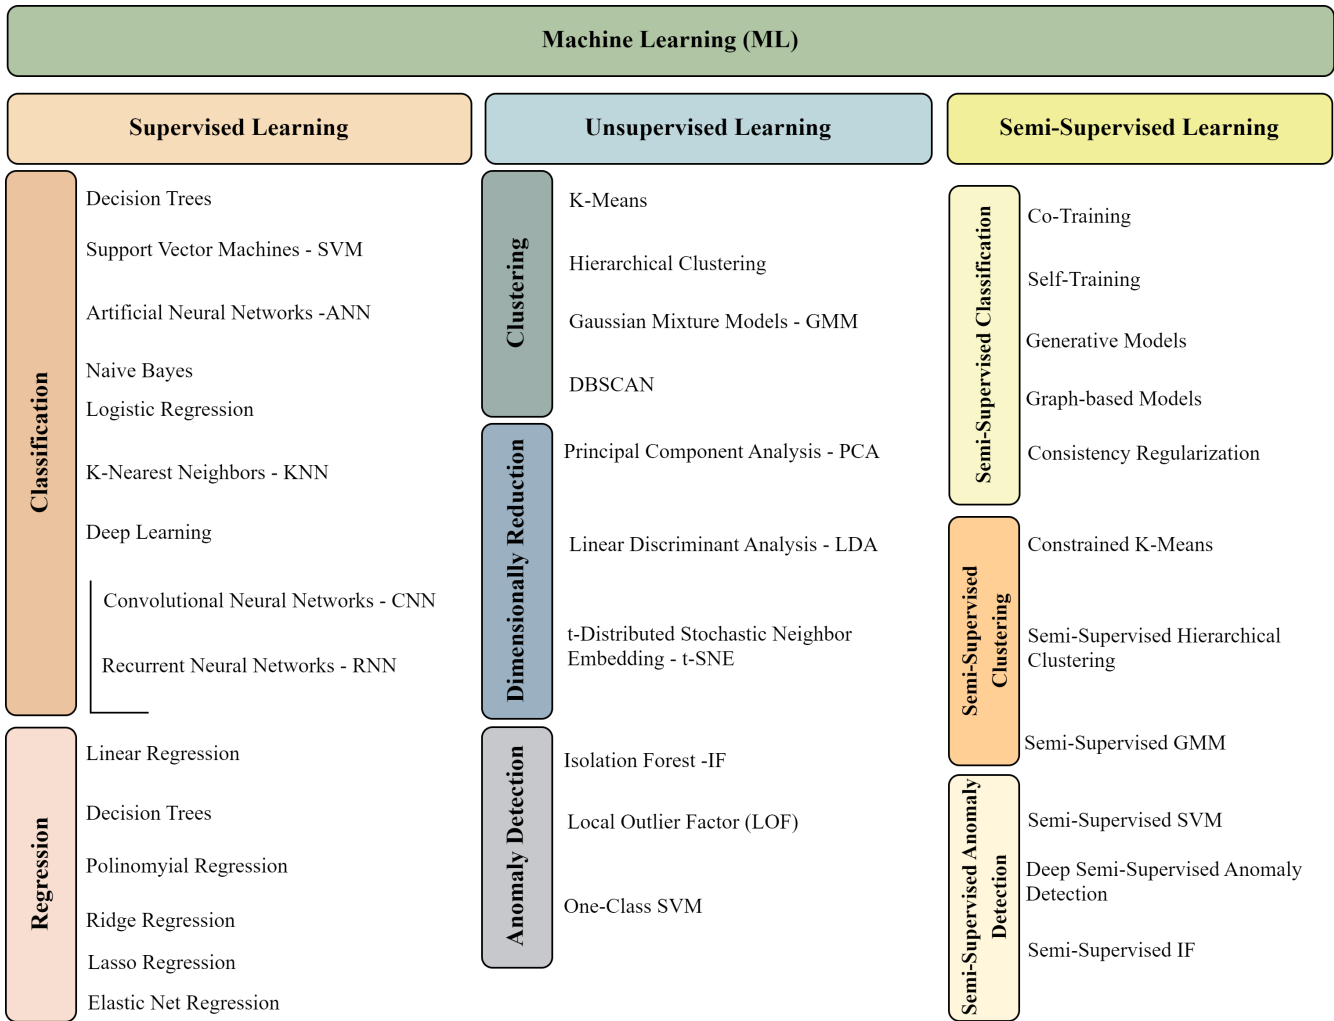 Machine Learning (ML)
Supervised Learning
Classification
Decision Trees
Support Vector Machines - SVM
Artificial Neural Networks -ANN
Naive Bayes
Logistic Regression
K-Nearest Neighbors - KNN
Deep Learning
Convolutional Neural Networks - CNN
Recurrent Neural Networks - RNN
Regression
Linear Regression
Decision Trees
Polinomyial Regression
Ridge Regression
Lasso Regression
Elastic Net Regression
Unsupervised Learning
Clustering
K-Means
Hierarchical Clustering
Gaussian Mixture Models - GMM
DBSCAN
Dimensionally Reduction
Principal Component Analysis - PCA
Linear Discriminant Analysis - LDA
t-Distributed Stochastic Neighbor
Embedding - t-SNE
Anomaly Detection
Isolation Forest -IF
Local Outlier Factor (LOF)
One-Class SVM
Semi-Supervised Learning
Semi-Supervised Classification
Co-Training
Self-Training
Generative Models
Graph-based Models
Consistency Regularization
Semi-Supervised
Clustering
Constrained K-Means
Semi-Supervised Hierarchical
Clustering
Semi-Supervised GMM
Semi-Supervised Anomaly
Detection
Semi-Supervised SVM
Deep Semi-Supervised Anomaly
Detection
Semi-Supervised IF